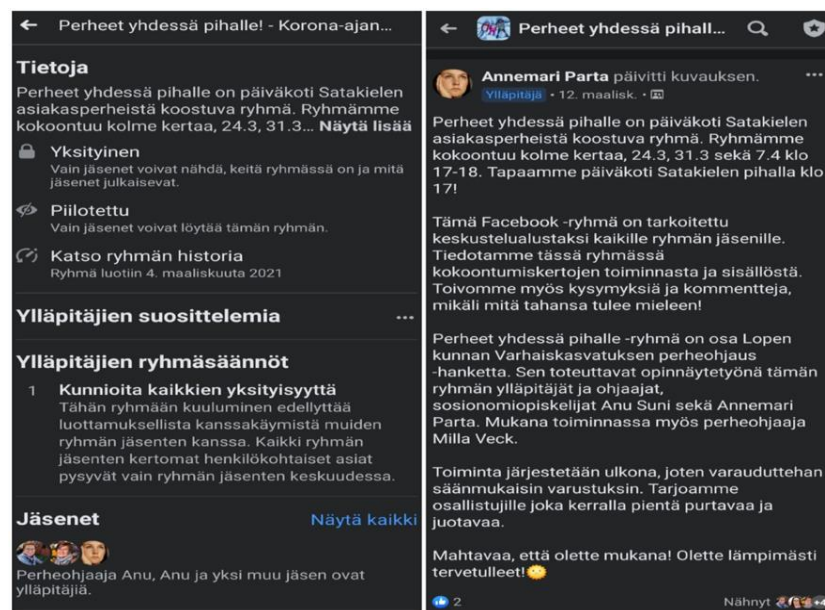 Perheet yhdessä pihalle! - Korona-ajan...
Tietoja
Perheet yhdessä pihalle on päiväkoti Satakielen
asiakasperheistä koostuva ryhmä. Ryhmämme
kokoontuu kolme kertaa, 24.3, 31.3... Näytä lisää
Yksityinen
Vain jäsenet voivat nähdä, keitä ryhmässä on ja mitä
jäsenet julkaisevat.
Piilotettu
Vain jäsenet voivat löytää tämän ryhmän.
Katso ryhmän historia
Ryhmä luotiin 4. maaliskuuta 2021
Ylläpitäjien suosittelemia
Ylläpitäjien ryhmäsäännöt
1 Kunnioita kaikkien yksityisyyttä
Tähän ryhmään kuuluminen edellyttää
luottamuksellista kanssakäymistä muiden
ryhmän jäsenten kanssa. Kaikki ryhmän
jäsenten kertomat henkilökohtaiset asiat
pysyvät vain ryhmän jäsenten keskuudessa.
Jäsenet Näytä kaikki
Perheohjaaja Anu, Anu ja yksi muu jäsen ovat
ylläpitäjiä.
Perheet yhdessä pihall...
Annemari Parta päivitti kuvauksen.
Ylläpitäjä • 12. maalisk. •
Perheet yhdessä pihalle on päiväkoti Satakielen
asiakasperheistä koostuva ryhmä. Ryhmämme
kokoontuu kolme kertaa, 24.3, 31.3 sekä 7.4 klo
17-18. Tapaamme päiväkoti Satakielen pihalla klo
17!
Tämä Facebook -ryhmä on tarkoitettu
keskustelualustaksi kaikille ryhmän jäsenille.
Tiedotamme tässä ryhmässä
kokoontumiskertojen toiminnasta ja sisällöstä.
Toivomme myös kysymyksiä ja kommentteja,
mikäli mitä tahansa tulee mieleen!
Perheet yhdessä pihalle -ryhmä on osa Lopen
kunnan Varhaiskasvatuksen perheohjaus
-hanketta. Sen toteuttavat opinnäytetyönä tämän
ryhmän ylläpitäjät ja ohjaajat,
sosionomiopiskelijat Anu Suni sekä Annemari
Parta. Mukana toiminnassa myös perheohjaaja
Milla Veck.
Toiminta järjestetään ulkona, joten varauduttehan
säänmukaisin varustuksin. Tarjoamme
osallistujille joka kerralla pientä purtavaa ja
juotavaa.
Mahtavaa, että olette mukana! Olette lämpimästi
tervetulleet!
2 Nähnyt +4